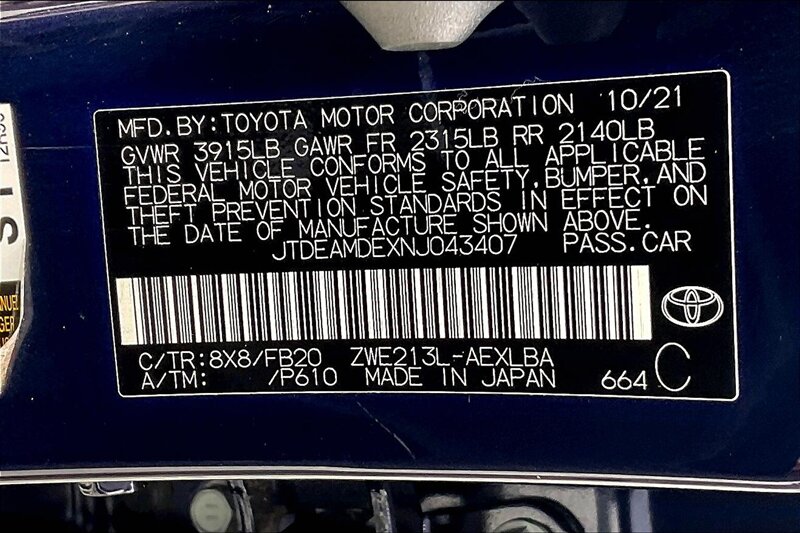 MFD.BY:TOYOTA MOTOR CORPORATION 10/21
GVWR 3915LB GAWR FR 2315LB RR 2140LB
THIS VEHICLE CONFORMS TO ALL APPLICABLE
FEDERAL MOTOR VEHICLE SAFETY,BUMPER,AND
THEFT PREVENTION STANDARDS IN EFFECT ON
THE DATE OF MANUFACTURE SHOWN ABOVE.
JTDEAMDEXNJ043407 PASS.CAR
C/TR:8X8/FB20 ZWE213L-AEXLBA
A/TM: /P610 MADE IN JAPAN 664 C